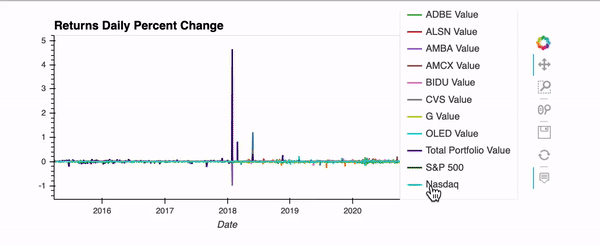 Returns Daily Percent Change
5
4
3
2
1
0
-1
2016
2017
2018
2019
2020
Date
ADBE Value
ALSN Value
AMBA Value
AMCX Value
BIDU Value
CVS Value
G Value
OLED Value
Total Portfolio Value
S&P 500
Nasdaq